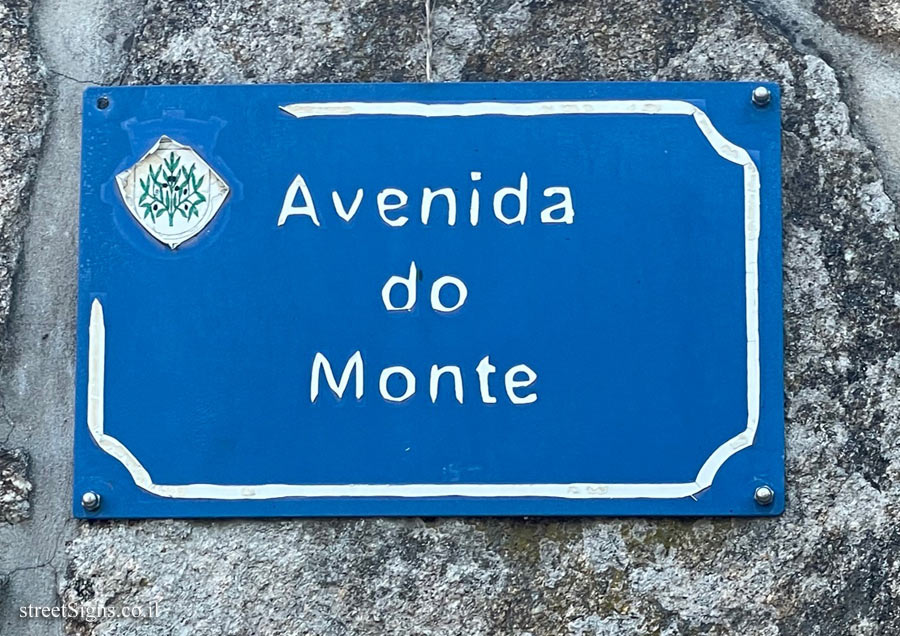 Avenida
do
Monte
streetSigns.co.il